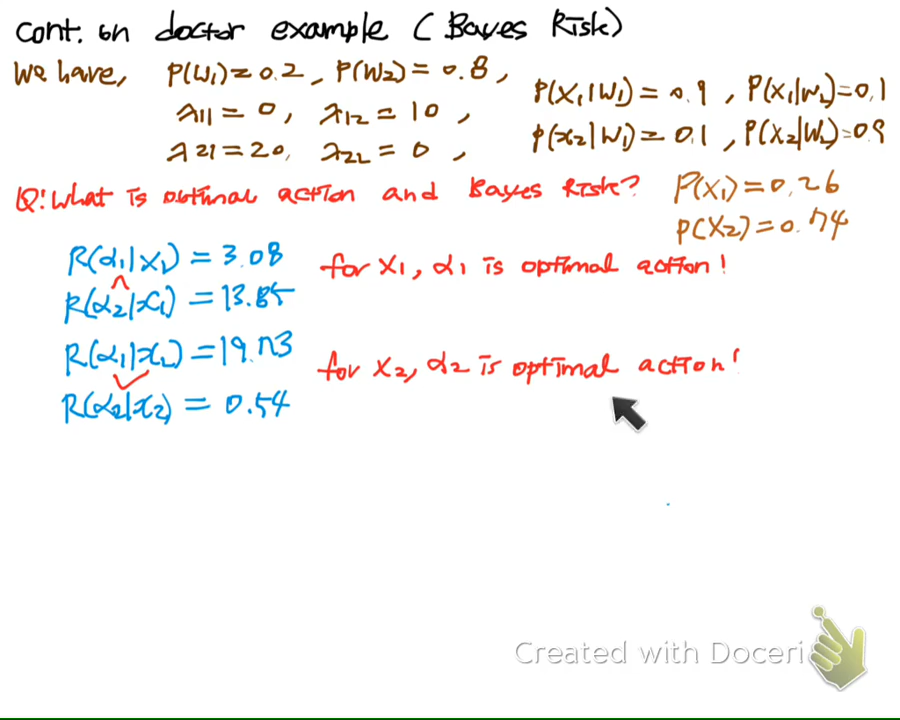 cont. on doctor example (Bayes Risk)
We have, P(W₁)=0.2, P(W₂)=0.8, P(X₁|W₁)=0.9, P(X₁|W₂)=0.1
λ11=0, λ12=10, P(X₂|W₁)=0.1, P(X₂|W₂)=0.9
λ21=20, λ22=0,
Q: What is optimal action and Bayes Risk? P(X₁)=0.26
P(X₂)=0.74
R(α₁|X₁)=3.08 for X₁, α₁ is optimal action!
∧
R(α₂|X₁)=13.85
R(α₁|X₂)=19.73 for X₂, α₂ is optimal action!
∨
R(α₂|X₂)=0.54
Created with Doceri